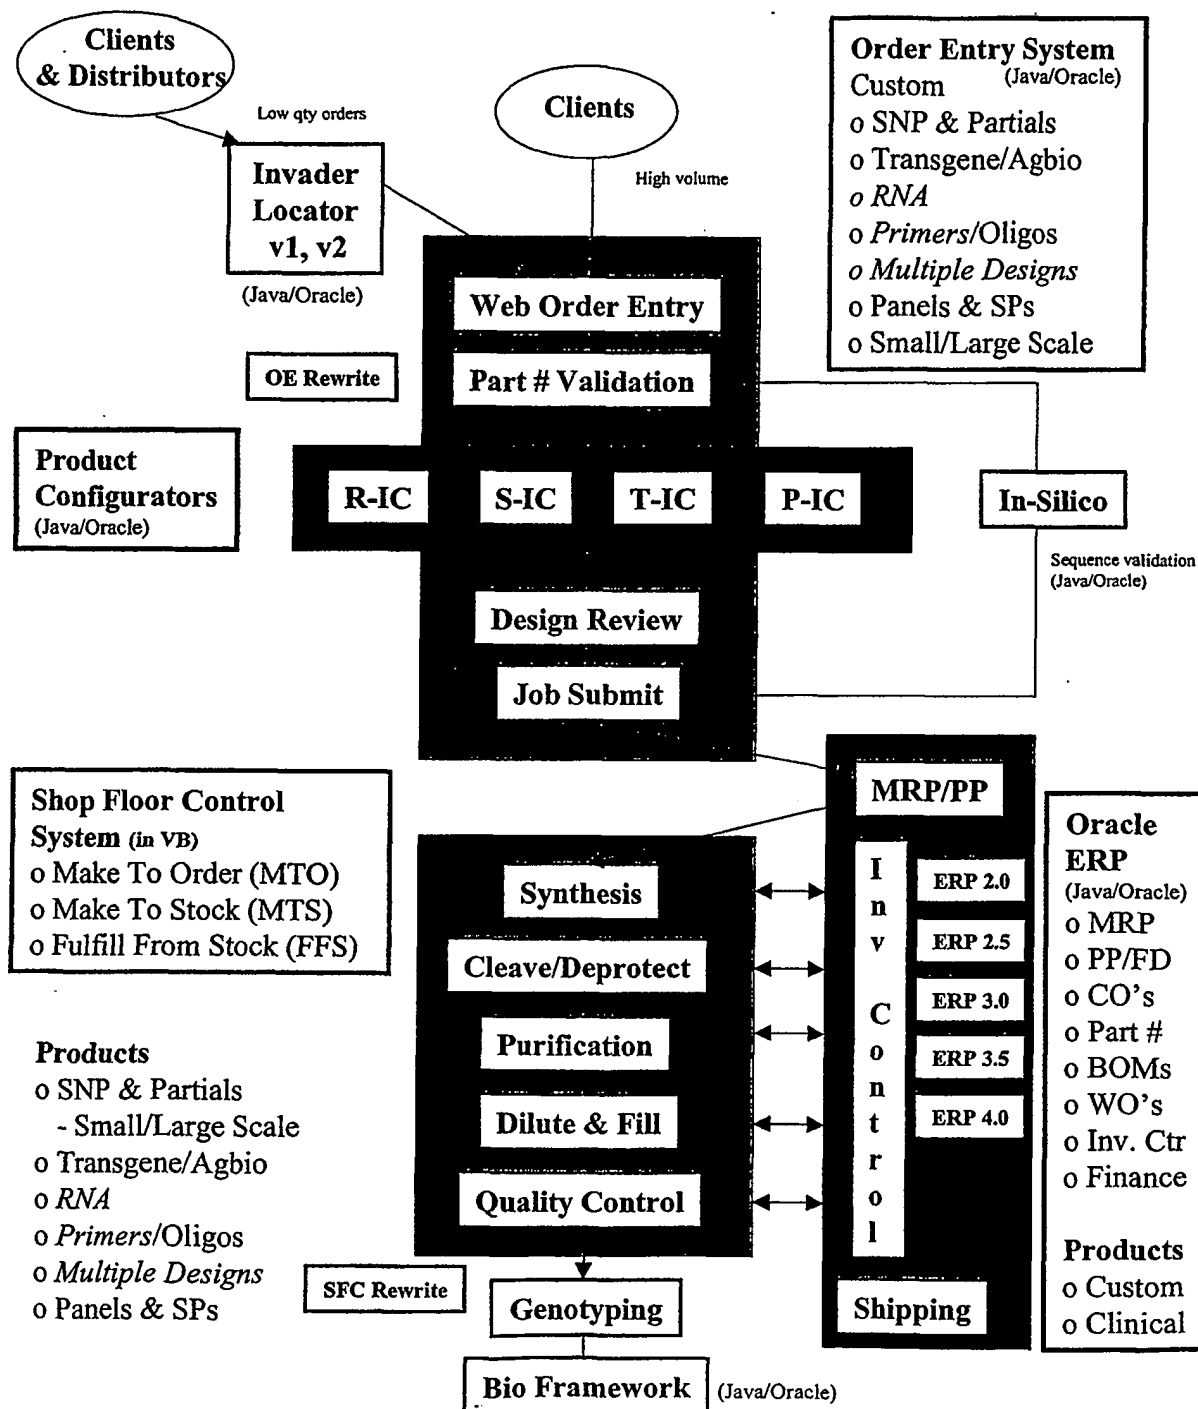 Clients
& Distributors
Low qty orders
Clients
High volume
Invader
Locator
v1, v2
(Java/Oracle)
Order Entry System
(Java/Oracle)
Custom
o SNP & Partials
o Transgene/Agbio
o RNA
o Primers/Oligos
o Multiple Designs
o Panels & SPs
o Small/Large Scale
Web Order Entry
OE Rewrite
Part # Validation
Product
Configurators
(Java/Oracle)
R-IC
S-IC
T-IC
P-IC
In-Silico
Sequence validation
(Java/Oracle)
Design Review
Job Submit
Shop Floor Control
System (in VB)
o Make To Order (MTO)
o Make To Stock (MTS)
o Fulfill From Stock (FFS)
MRP/PP
Synthesis
Cleave/Deprotect
Purification
Dilute & Fill
Quality Control
Inv Control
ERP 2.0
ERP 2.5
ERP 3.0
ERP 3.5
ERP 4.0
Shipping
Oracle
ERP
(Java/Oracle)
o MRP
o PP/FD
o CO's
o Part #
o BOMs
o WO's
o Inv. Ctr
o Finance
Products
o Custom
o Clinical
Products
o SNP & Partials
- Small/Large Scale
o Transgene/Agbio
o RNA
o Primers/Oligos
o Multiple Designs
o Panels & SPs
SFC Rewrite
Genotyping
Bio Framework
(Java/Oracle)